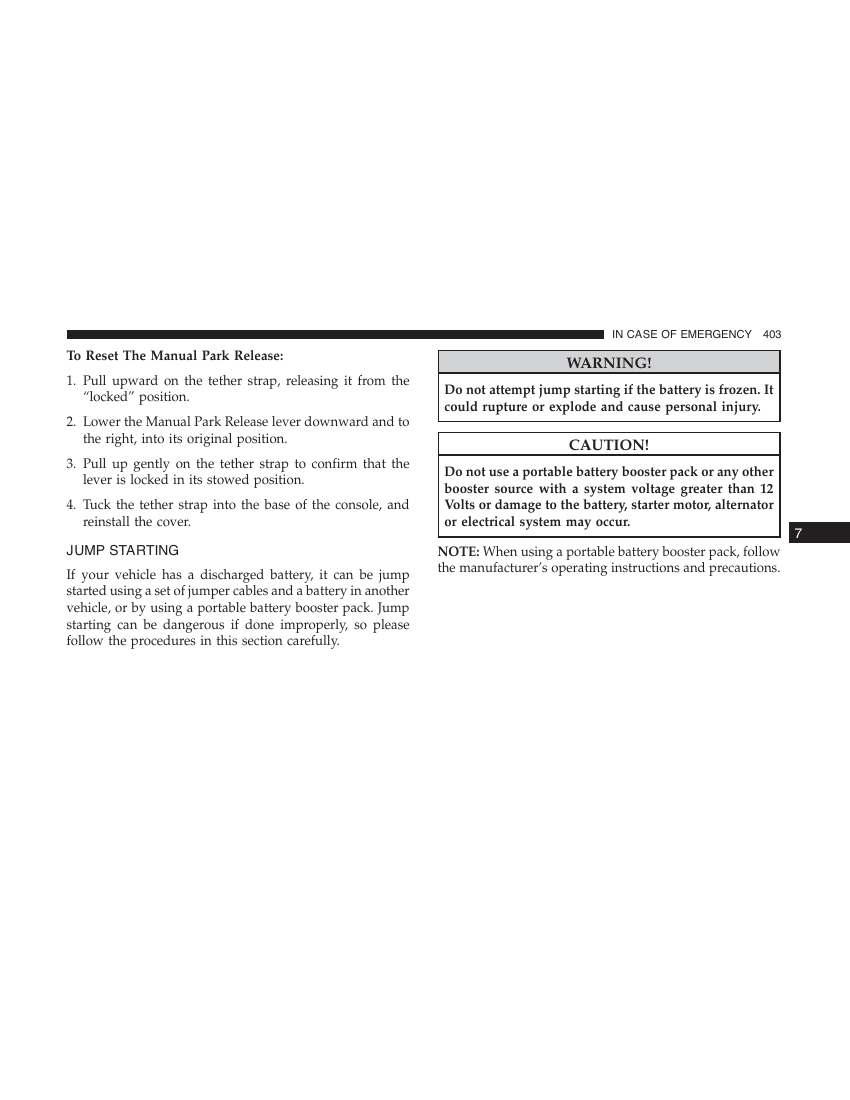 IN CASE OF EMERGENCY 403
To Reset The Manual Park Release:
1. Pull upward on the tether strap, releasing it from the
“locked” position.
2. Lower the Manual Park Release lever downward and to
the right, into its original position.
3. Pull up gently on the tether strap to confirm that the
lever is locked in its stowed position.
4. Tuck the tether strap into the base of the console, and
reinstall the cover.
JUMP STARTING
If your vehicle has a discharged battery, it can be jump
started using a set of jumper cables and a battery in another
vehicle, or by using a portable battery booster pack. Jump
starting can be dangerous if done improperly, so please
follow the procedures in this section carefully.
WARNING!
Do not attempt jump starting if the battery is frozen. It
could rupture or explode and cause personal injury.
CAUTION!
Do not use a portable battery booster pack or any other
booster source with a system voltage greater than 12
Volts or damage to the battery, starter motor, alternator
or electrical system may occur.
NOTE: When using a portable battery booster pack, follow
the manufacturer’s operating instructions and precautions.
7